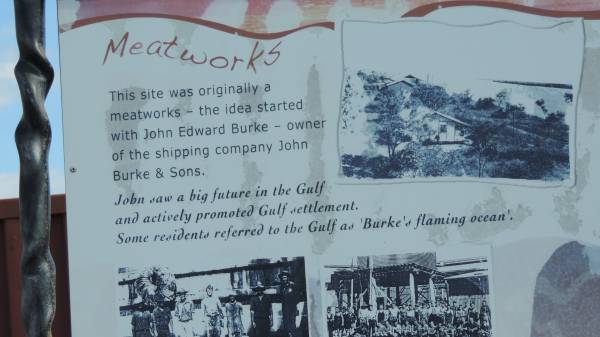 Meatworks
This site was originally a
meatworks – the idea started
with John Edward Burke – owner
of the shipping company John
Burke & Sons.
John saw a big future in the Gulf
and actively promoted Gulf settlement.
Some residents referred to the Gulf as 'Burke's flaming ocean'.